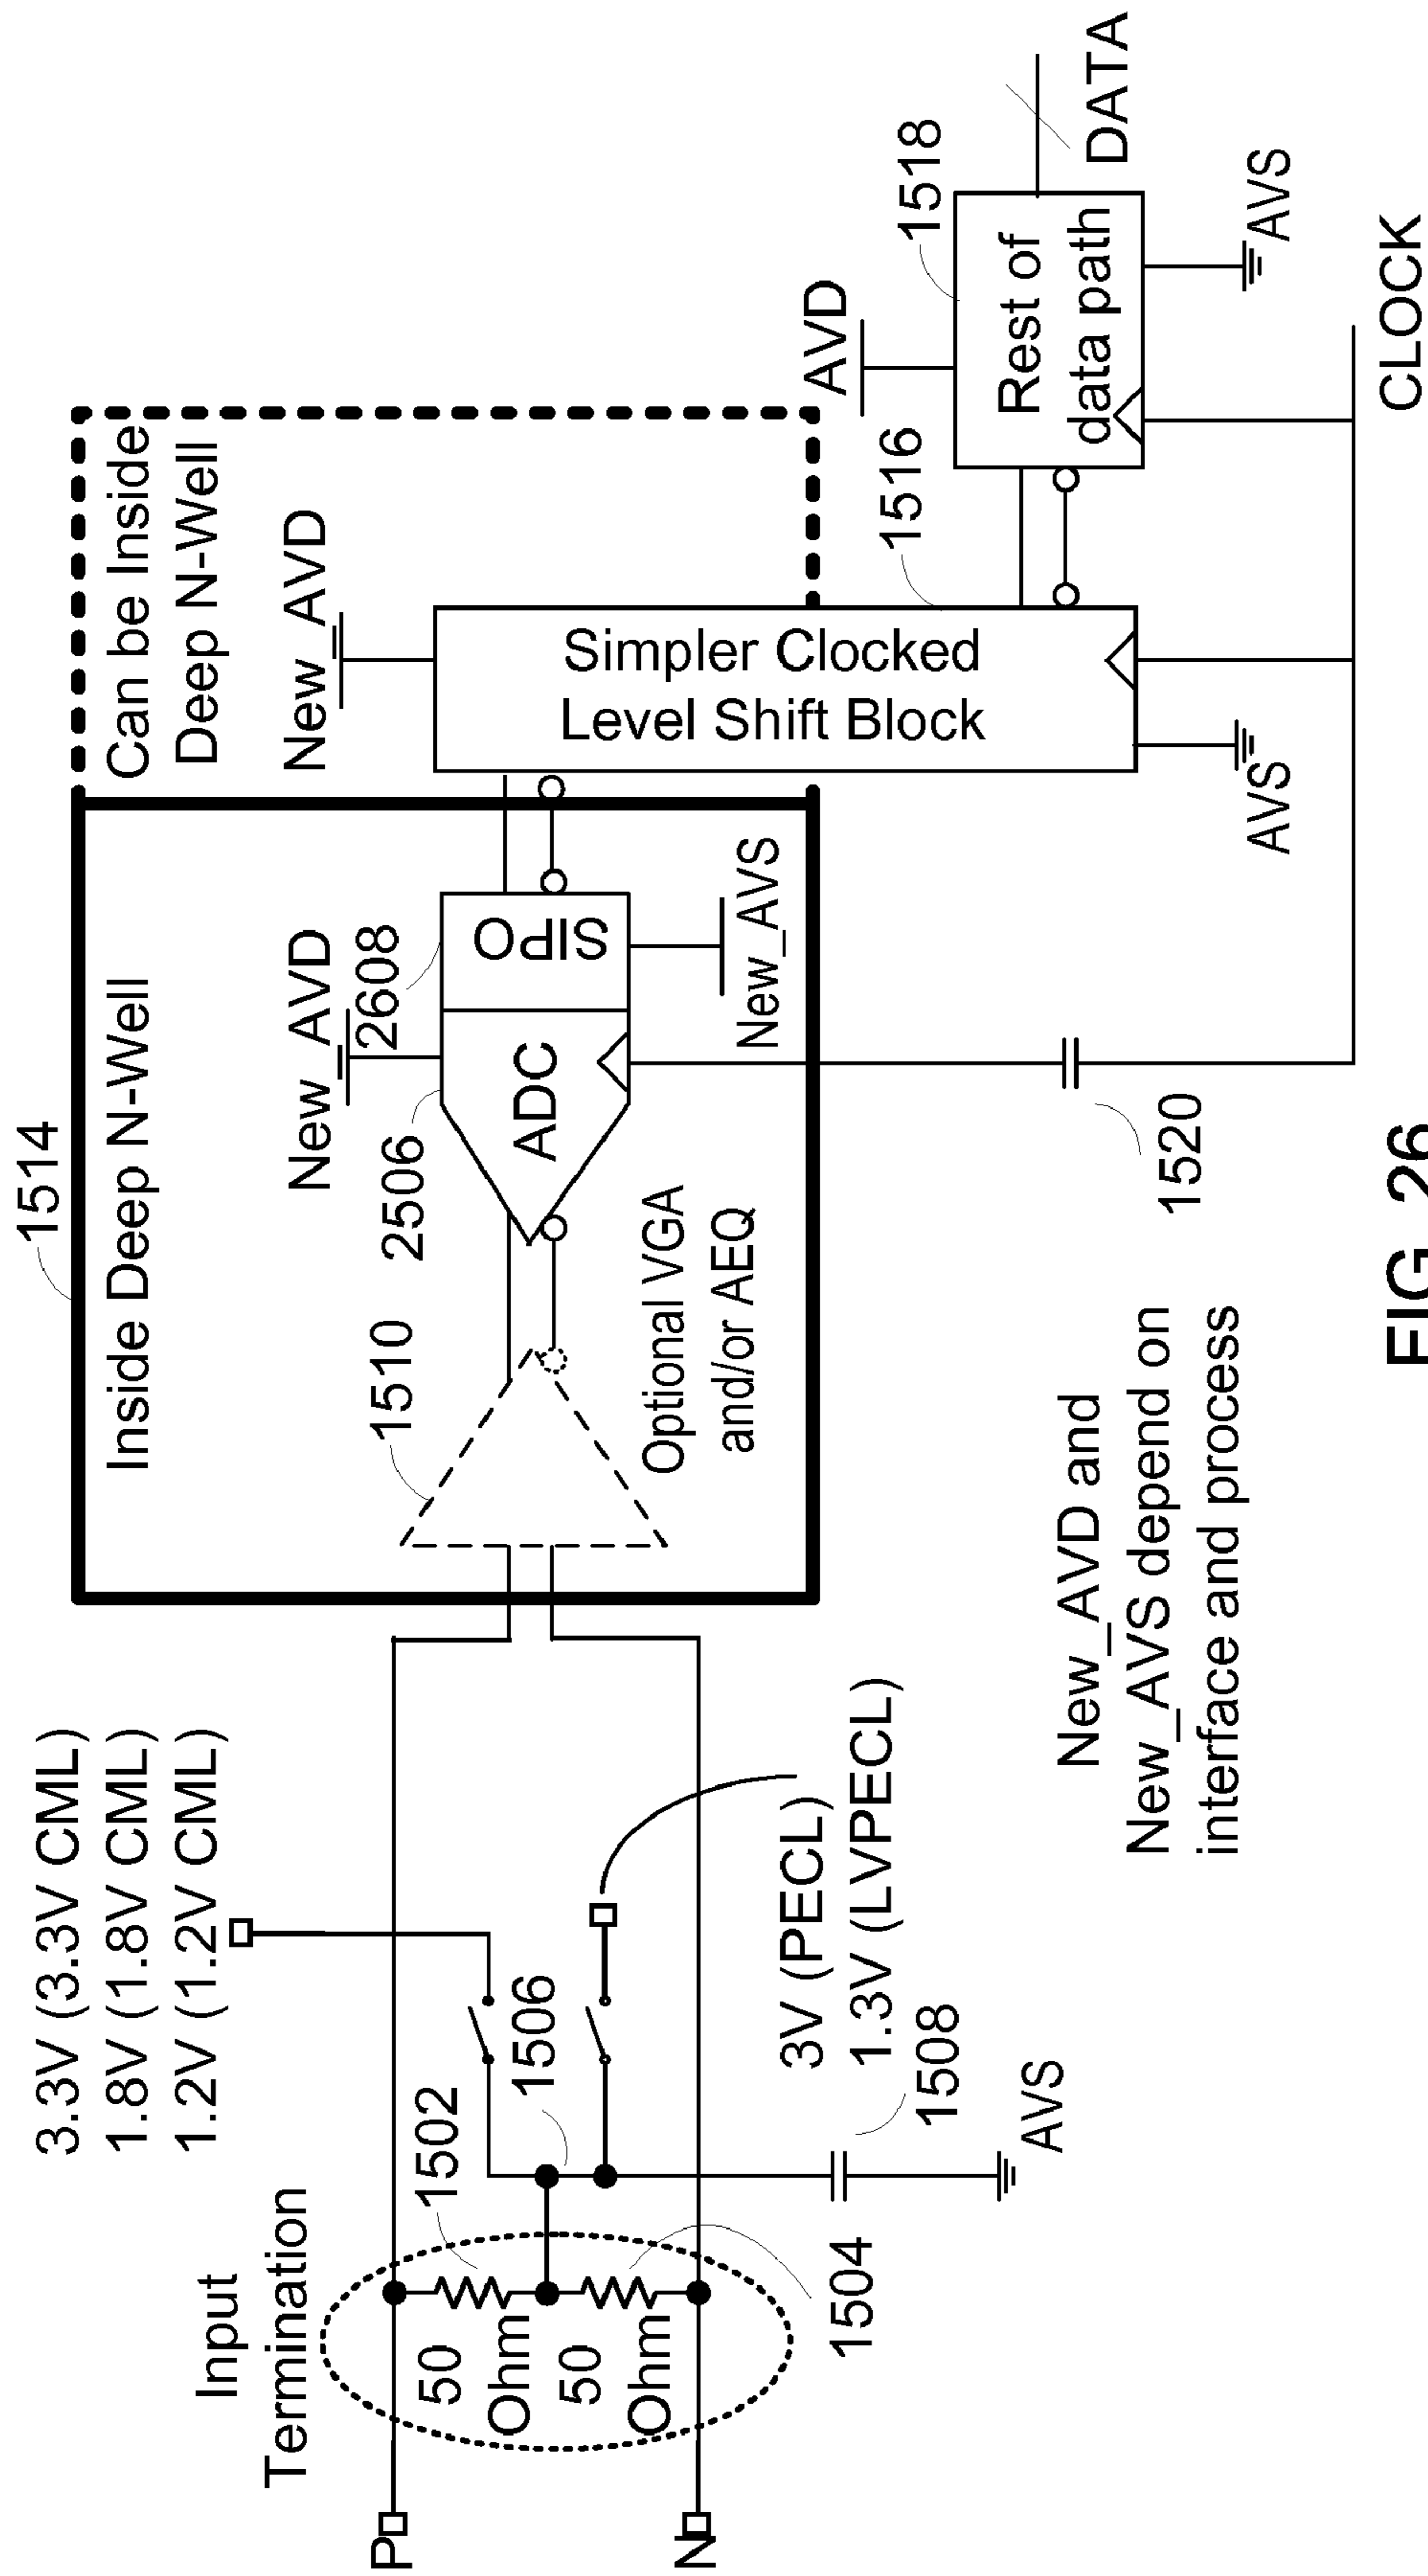 P
N
Input
Termination
50
Ohm
50
Ohm
1502
1504
1506
1508
AVS
3.3V (3.3V CML)
1.8V (1.8V CML)
1.2V (1.2V CML)
3V (PECL)
1.3V (LVPECL)
1514
Inside Deep N-Well
1510
Optional VGA
and/or AEQ
2506
ADC
New_AVD
2608
SIPO
New_AVS
1520
Can be Inside
Deep N-Well
New_AVD
Simpler Clocked
Level Shift Block
1516
AVS
AVD
1518
Rest of
data path
AVS
DATA
CLOCK
New_AVD and
New_AVS depend on
interface and process
FIG. 26